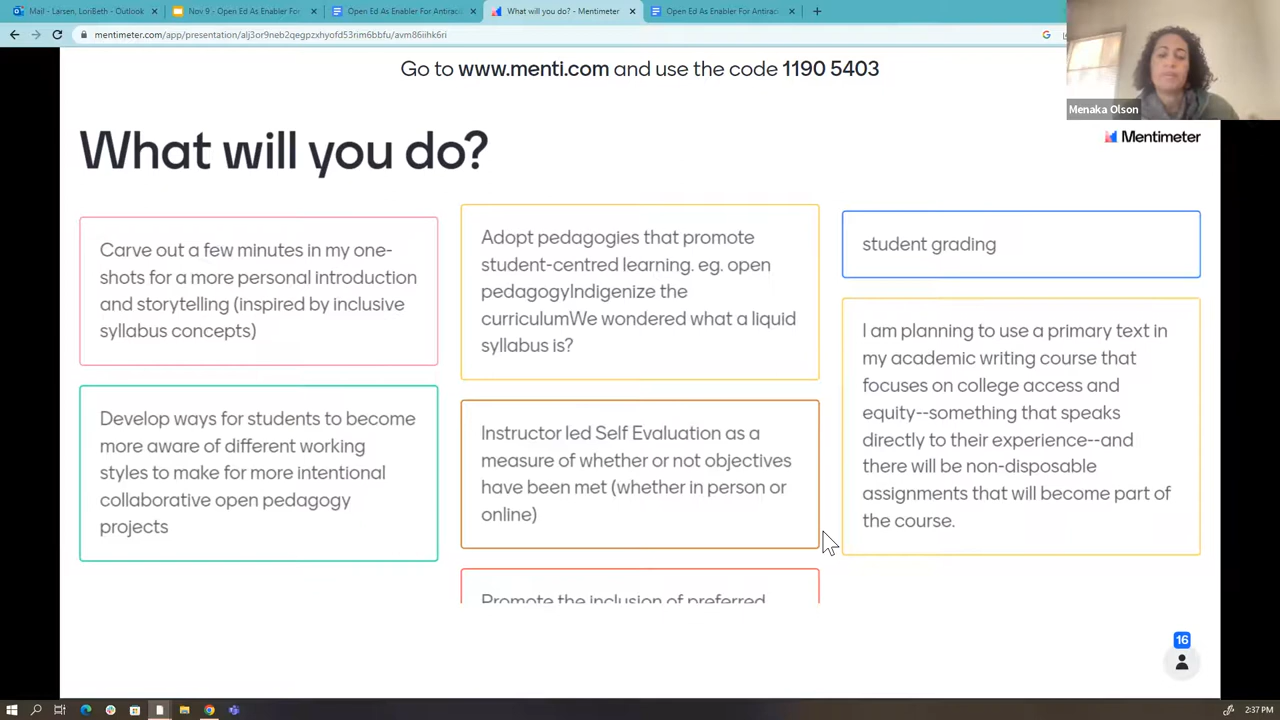 Mail - Larsen, LoriBeth - Outlook
Nov 9 - Open Ed As Enabler For
Open Ed As Enabler For Antirac
What will you do? - Mentimeter
Open Ed As Enabler For Antirac
mentimeter.com/app/presentation/alj3or9neb2qegpzxhyofd53rim6bbfu/avm86iihk6ri
Go to www.menti.com and use the code 1190 5403
Menaka Olson
Mentimeter
What will you do?
Carve out a few minutes in my one-
shots for a more personal introduction
and storytelling (inspired by inclusive
syllabus concepts)
Develop ways for students to become
more aware of different working
styles to make for more intentional
collaborative open pedagogy
projects
Adopt pedagogies that promote
student-centred learning. eg. open
pedagogyIndigenize the
curriculumWe wondered what a liquid
syllabus is?
Instructor led Self Evaluation as a
measure of whether or not objectives
have been met (whether in person or
online)
Promote the inclusion of preferred
student grading
I am planning to use a primary text in
my academic writing course that
focuses on college access and
equity--something that speaks
directly to their experience--and
there will be non-disposable
assignments that will become part of
the course.
16
2:37 PM